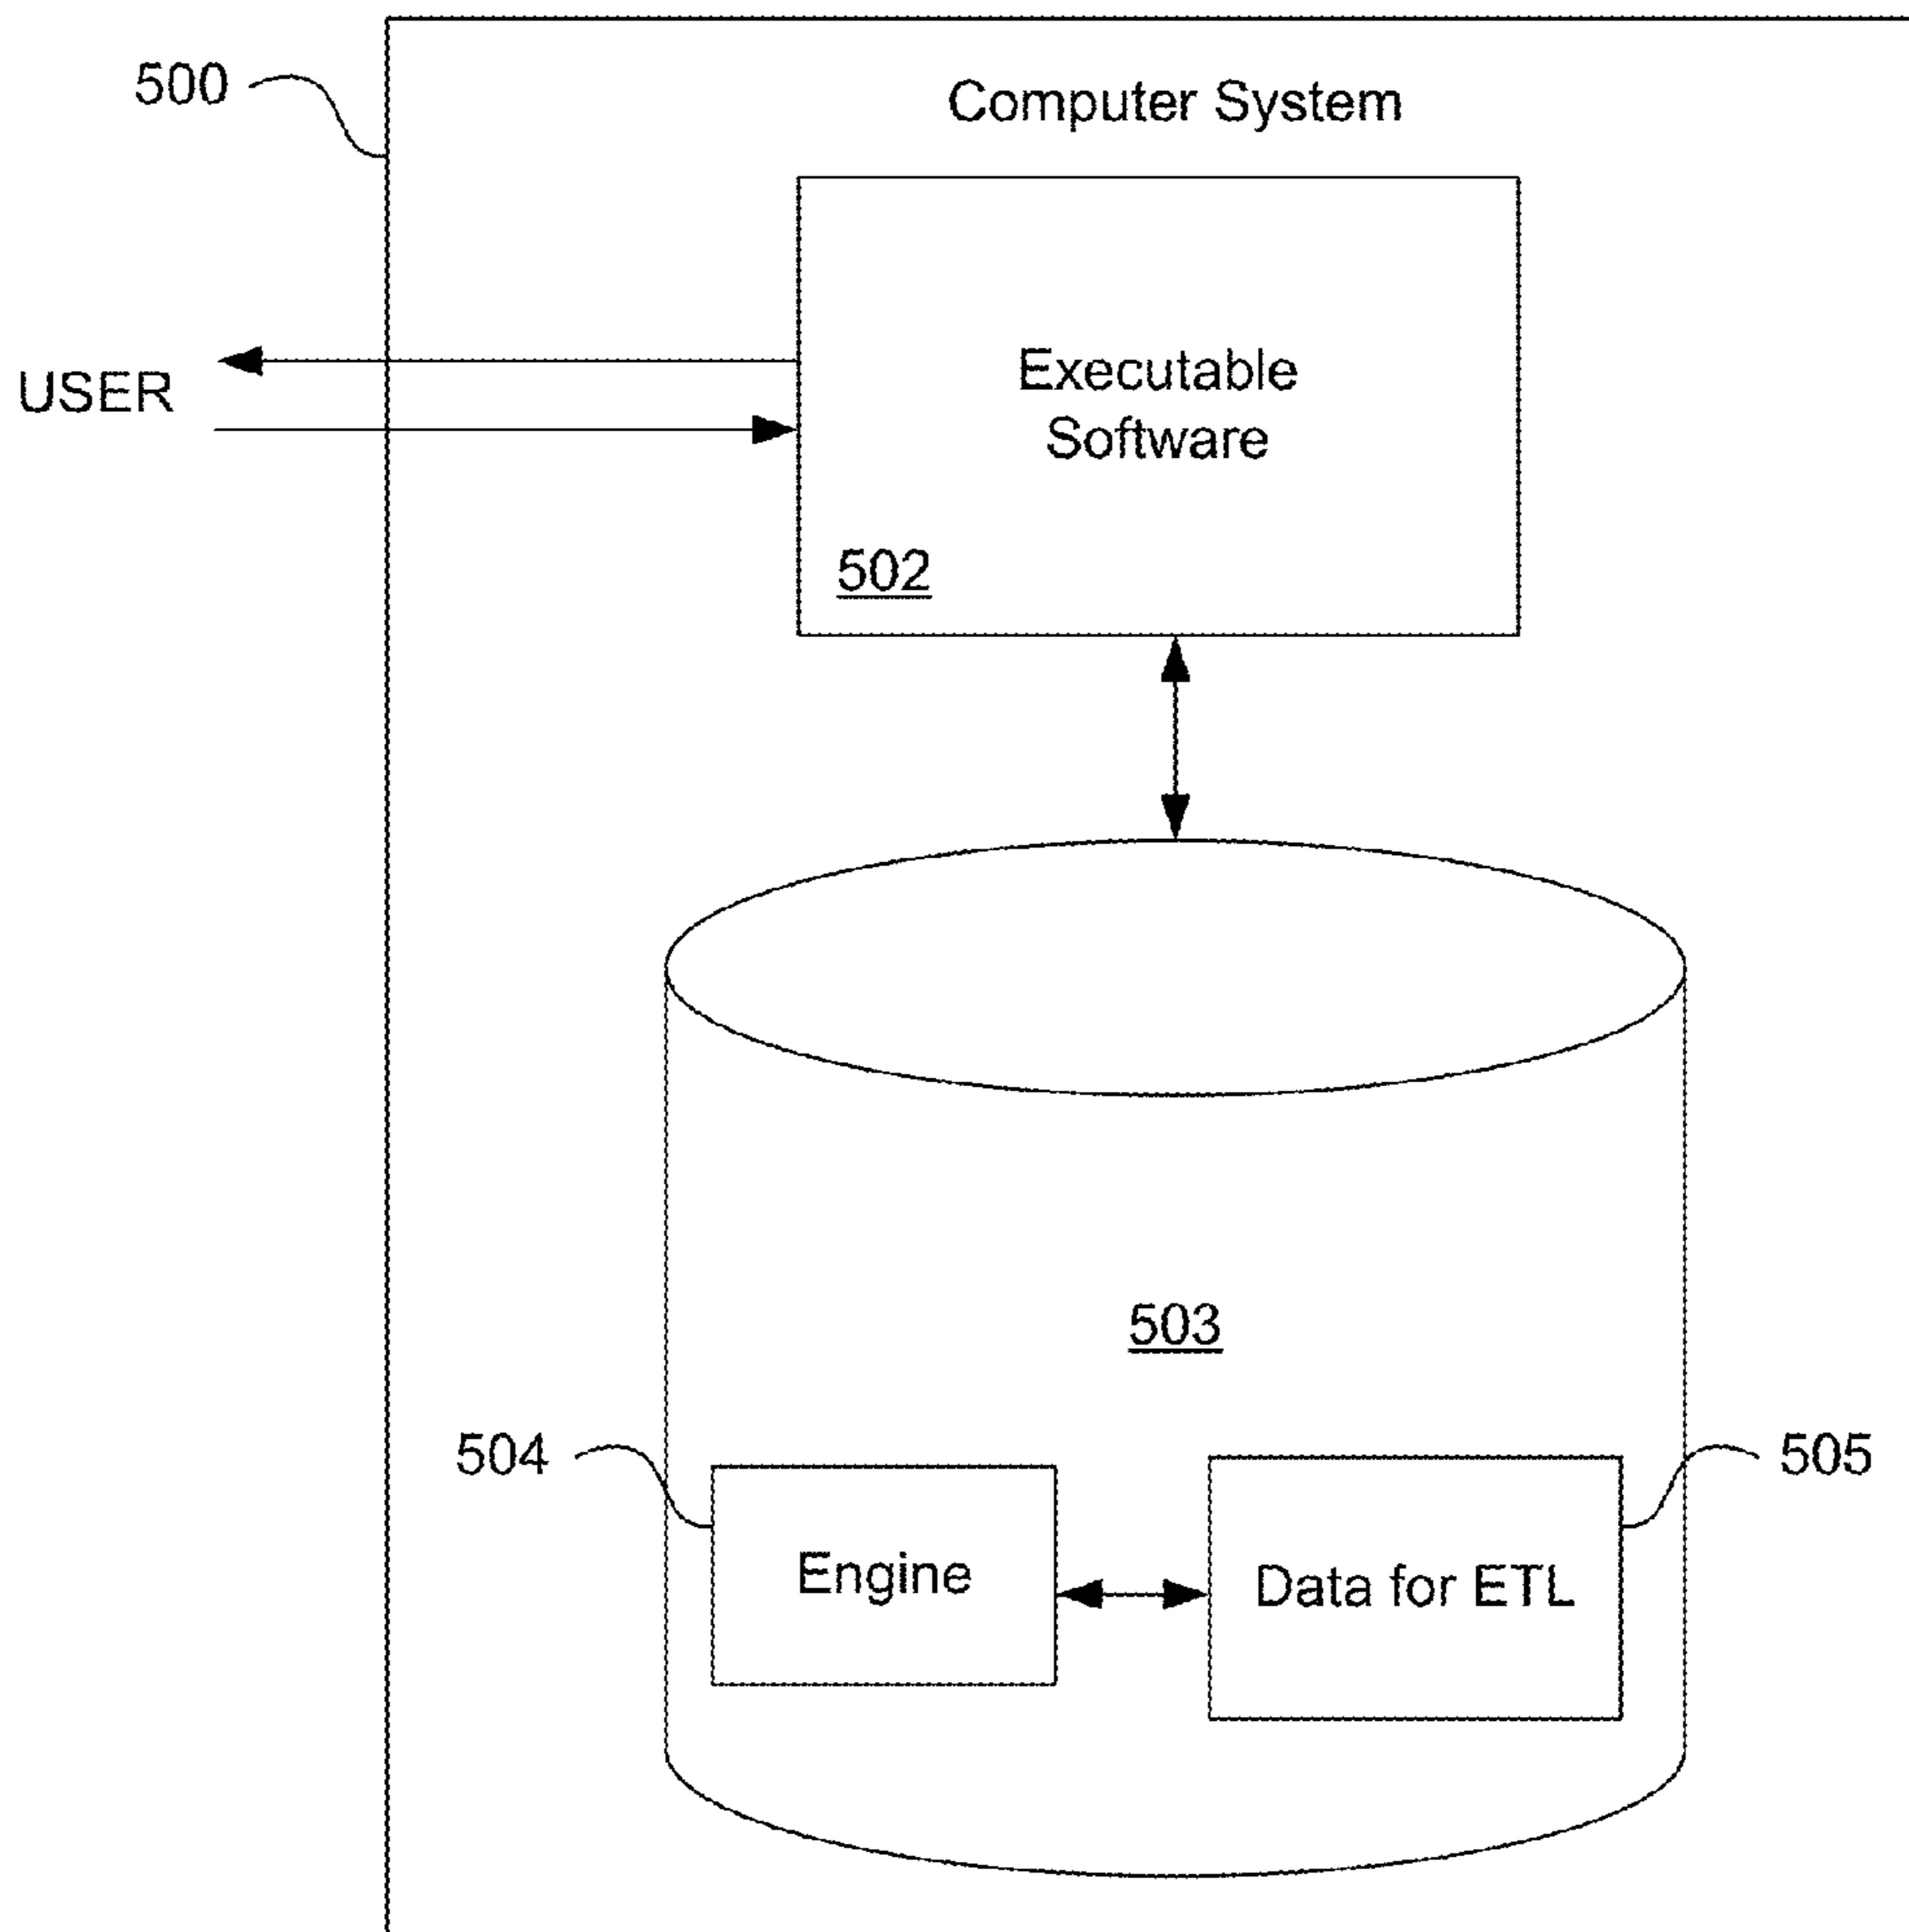 500
Computer System
USER
Executable
Software
502
503
504
505
Engine
Data for ETL